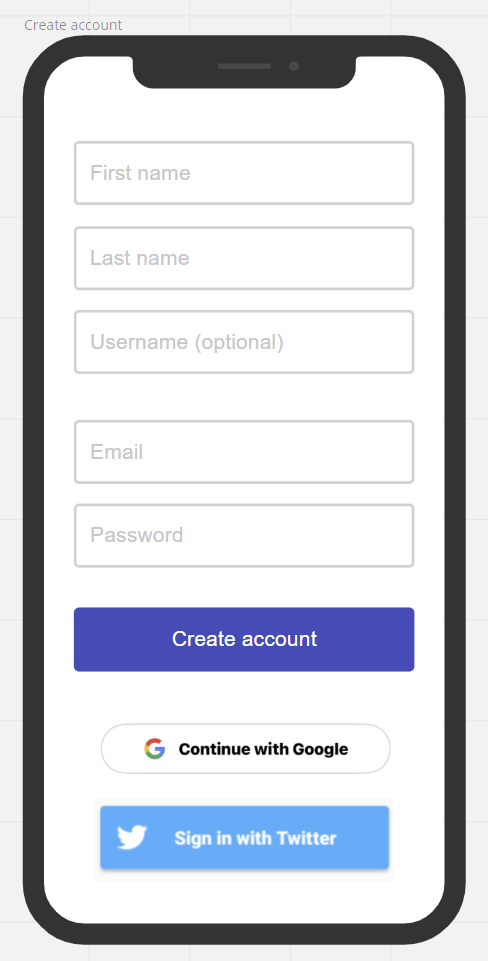 Create account
First name
Last name
Username (optional)
Email
Password
Create account
Continue with Google
Sign in with Twitter